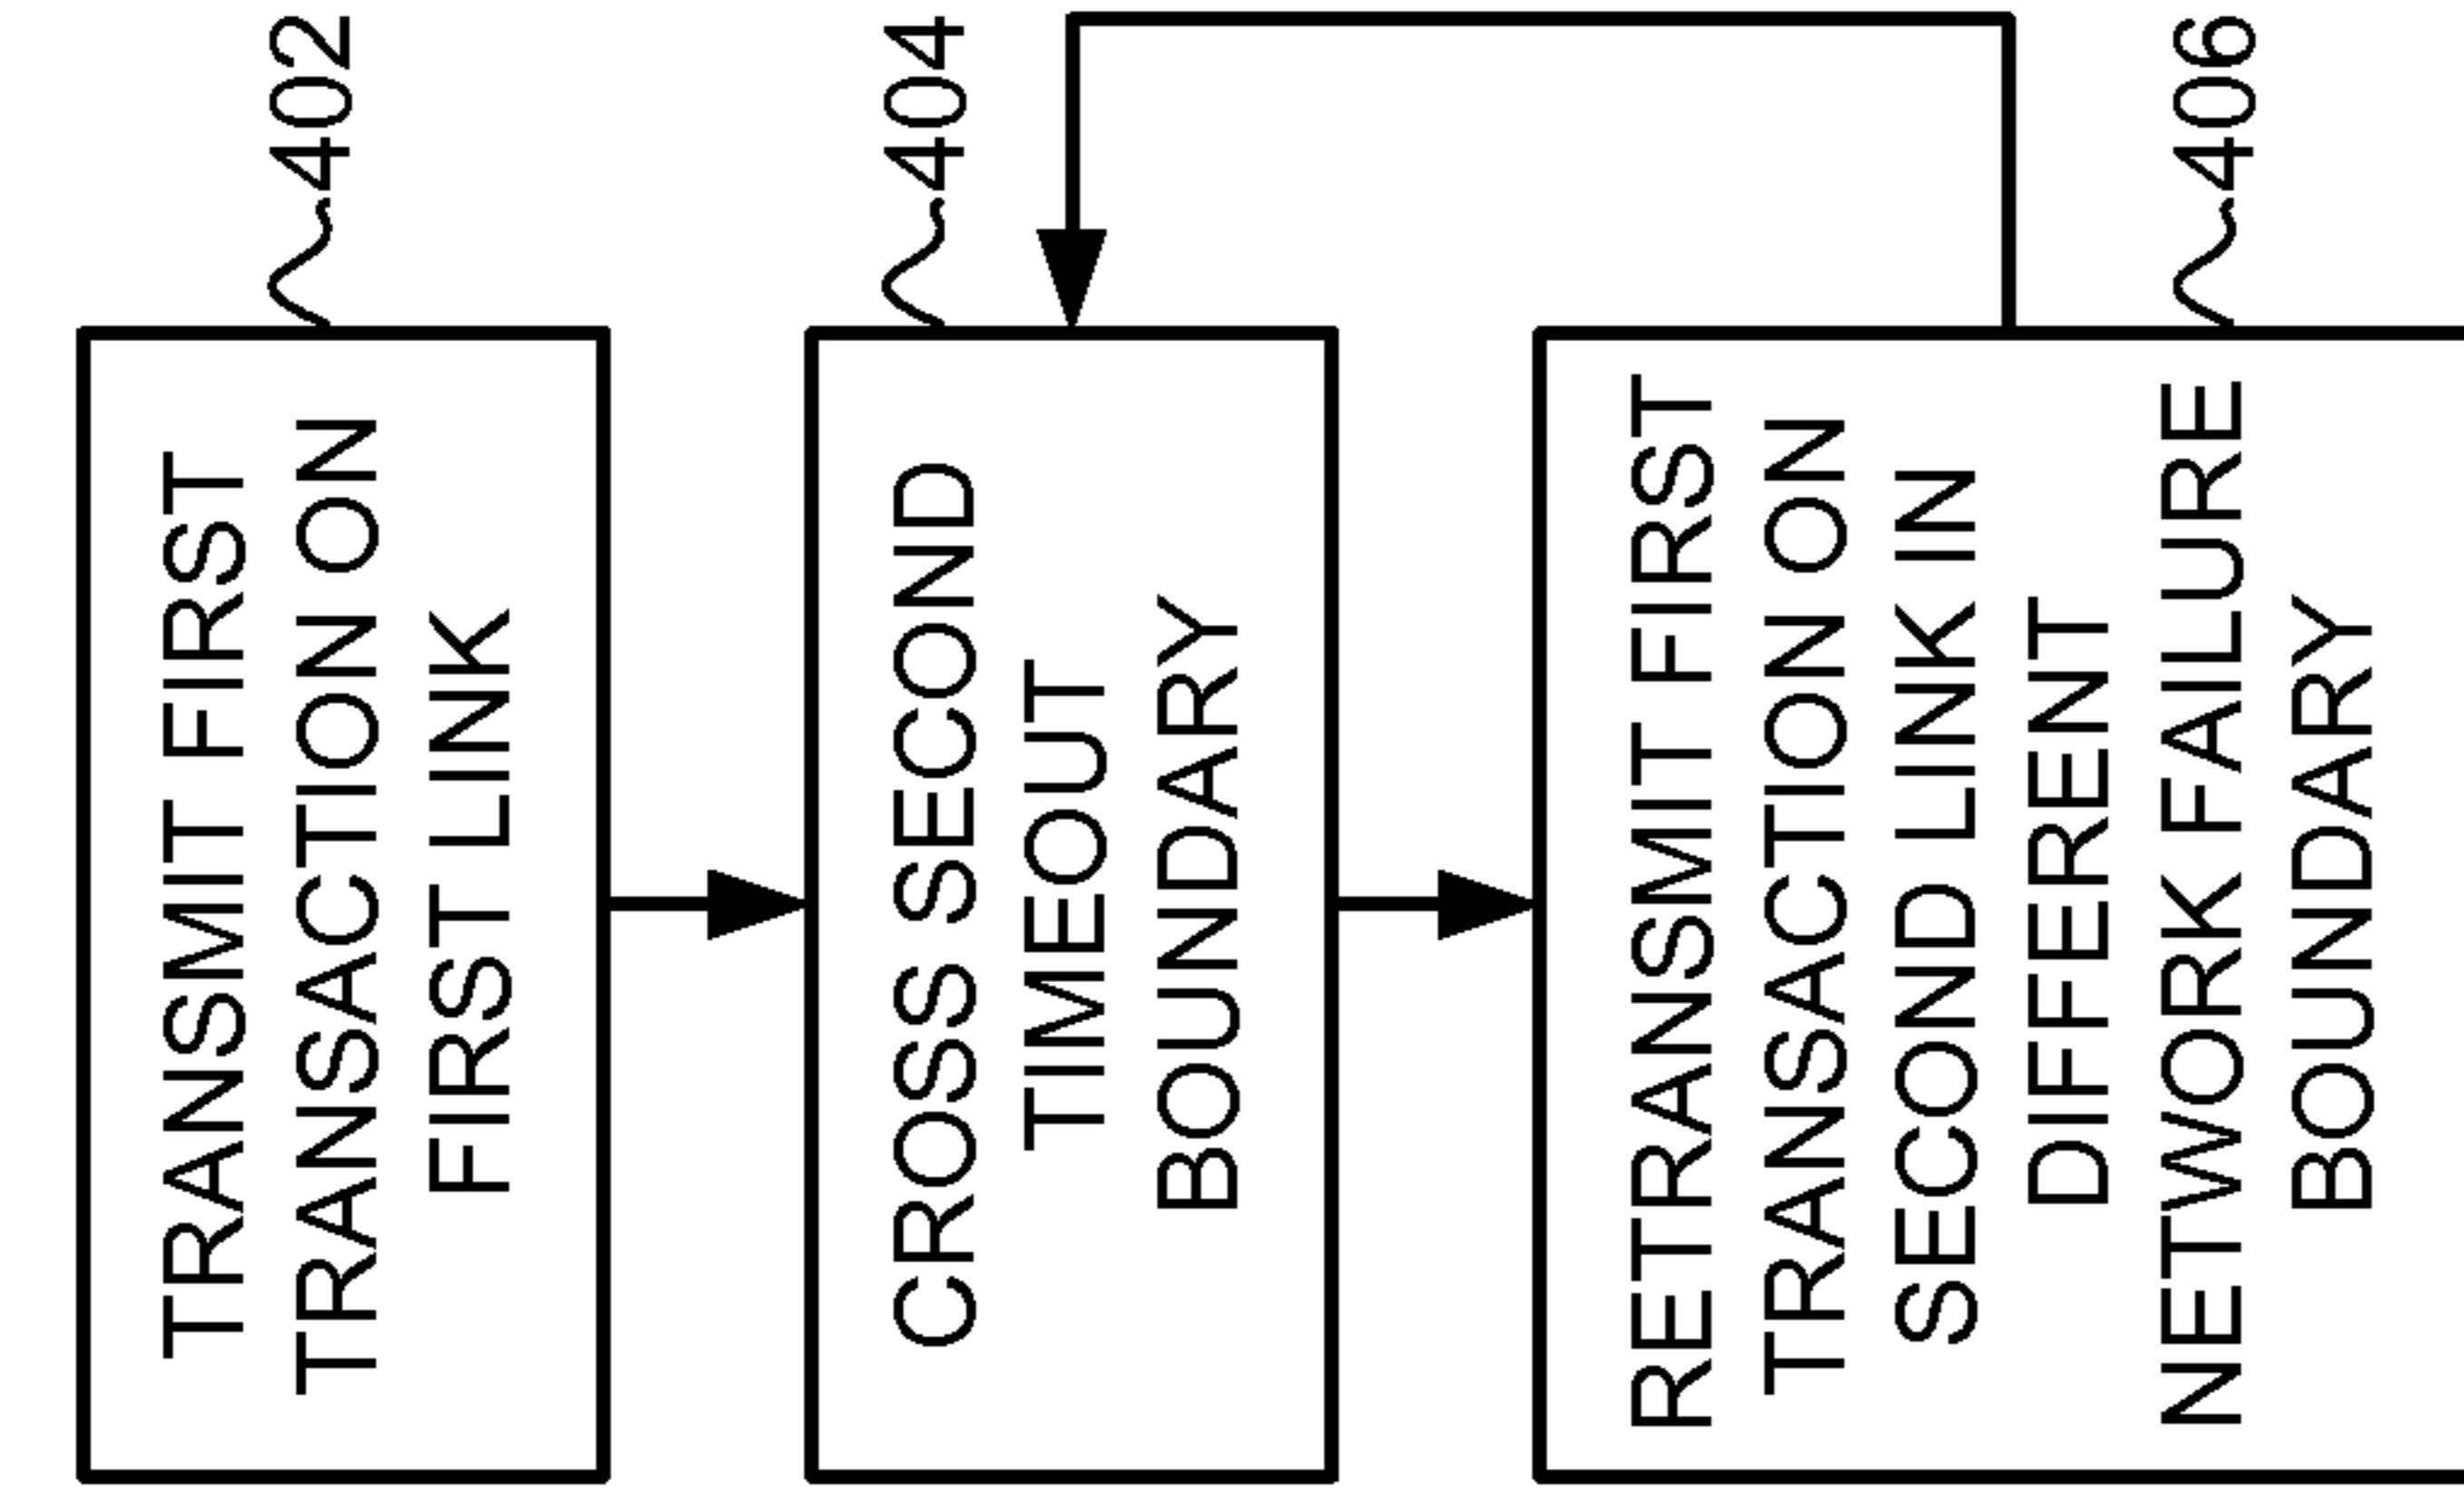 TRANSMIT FIRST
TRANSACTION ON
FIRST LINK
402
CROSS SECOND
TIMEOUT
BOUNDARY
404
RETRANSMIT FIRST
TRANSACTION ON
SECOND LINK IN
DIFFERENT
NETWORK FAILURE
BOUNDARY
406